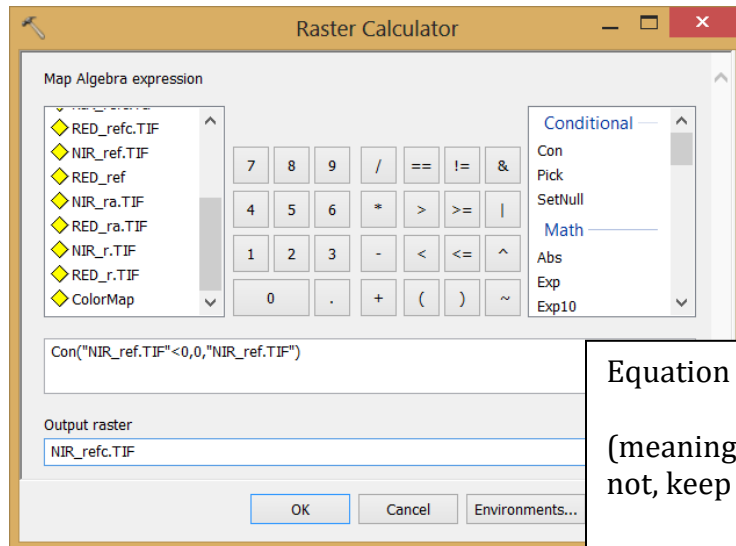 Raster Calculator
Map Algebra expression
RED_refc.TIF
NIR_ref.TIF
RED_ref
NIR_ra.TIF
RED_ra.TIF
NIR_r.TIF
RED_r.TIF
ColorMap
7 8 9 / == != &
4 5 6 * > >= |
1 2 3 - < <= ^
0 . + ( ) ~
Conditional
Con
Pick
SetNull
Math
Abs
Exp
Exp10
Con("NIR_ref.TIF"<0,0,"NIR_ref.TIF")
Output raster
NIR_refc.TIF
OK Cancel Environments...
Equation
(meaning
not, keep